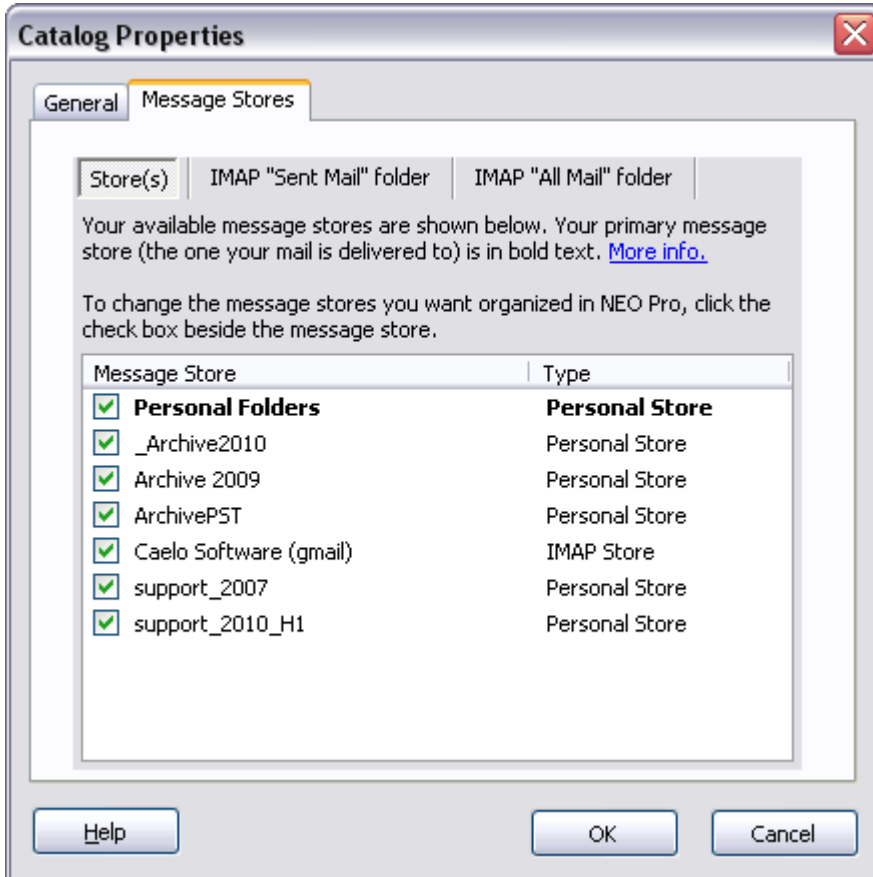 Catalog Properties
General Message Stores
Store(s) IMAP "Sent Mail" folder IMAP "All Mail" folder
Your available message stores are shown below. Your primary message
store (the one your mail is delivered to) is in bold text. More info.
To change the message stores you want organized in NEO Pro, click the
check box beside the message store.
Message Store Type
Personal Folders Personal Store
_Archive2010 Personal Store
Archive 2009 Personal Store
ArchivePST Personal Store
Caelo Software (gmail) IMAP Store
support_2007 Personal Store
support_2010_H1 Personal Store
Help OK Cancel